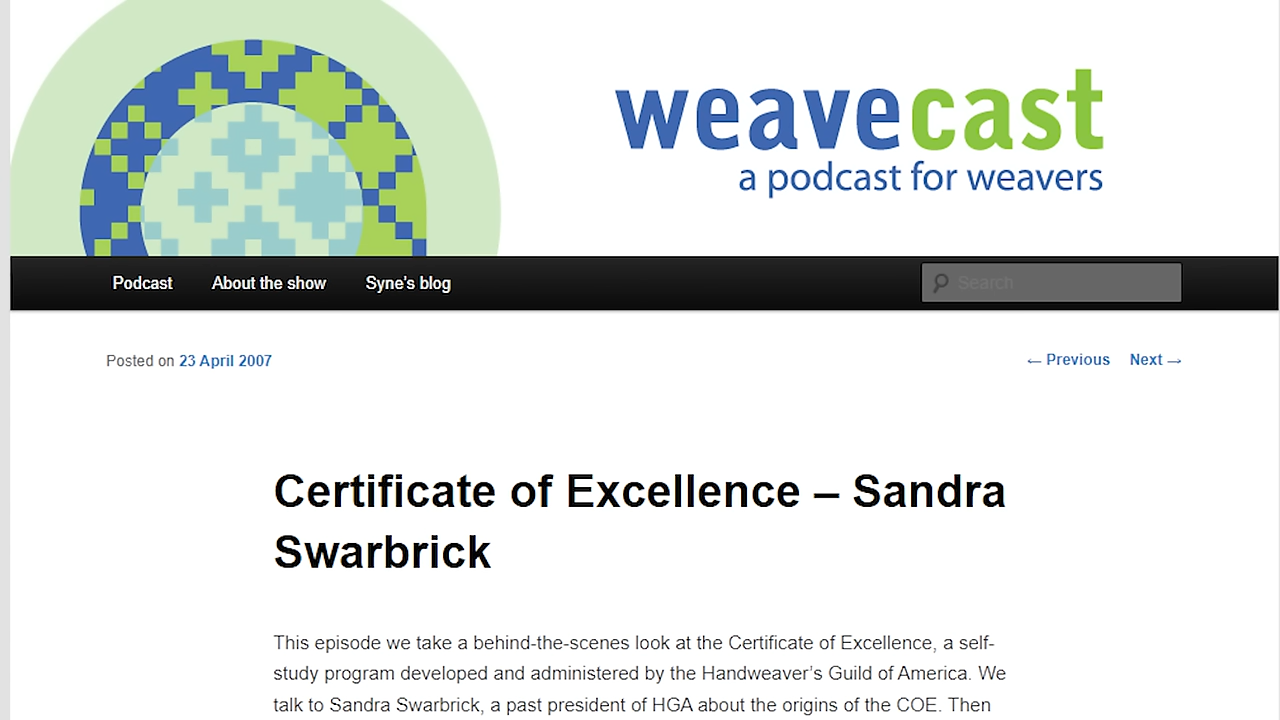 weavecast
a podcast for weavers
Podcast About the show Syne's blog Search
Posted on 23 April 2007 ← Previous Next →
Certificate of Excellence – Sandra
Swarbrick
This episode we take a behind-the-scenes look at the Certificate of Excellence, a self-
study program developed and administered by the Handweaver’s Guild of America. We
talk to Sandra Swarbrick, a past president of HGA about the origins of the COE. Then